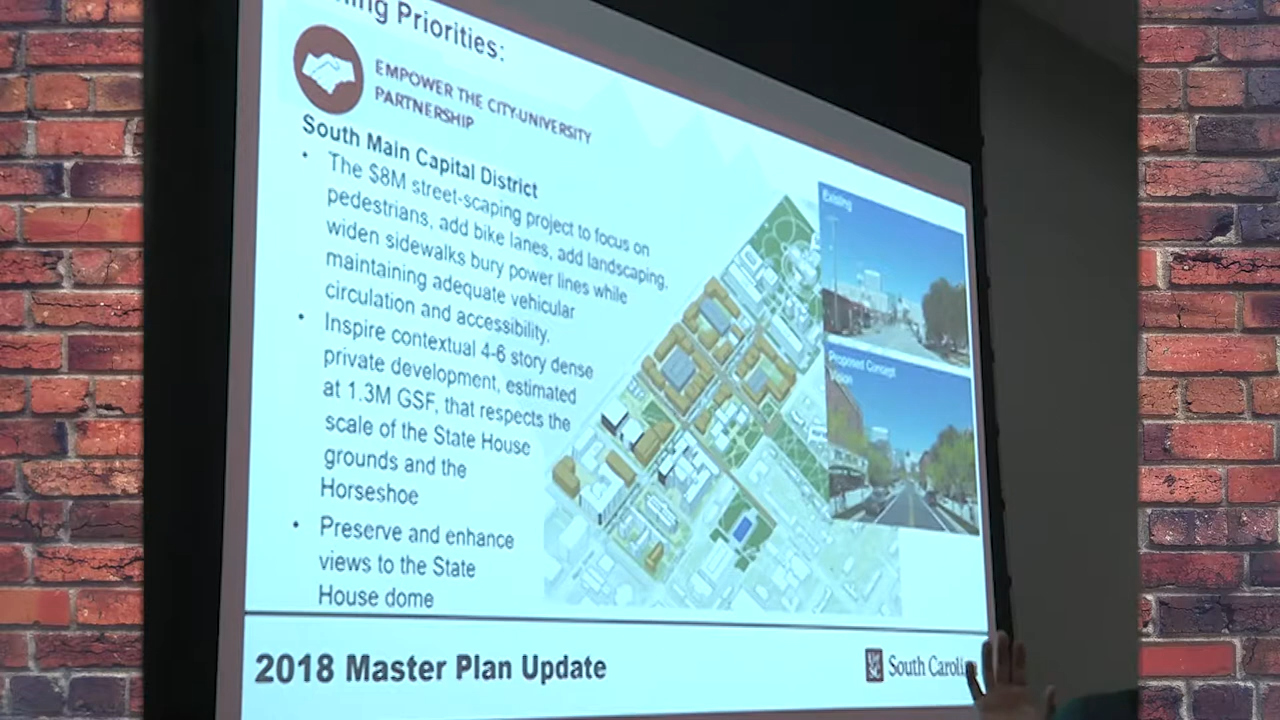 Priorities:
EMPOWER THE CITY-UNIVERSITY
PARTNERSHIP
South Main Capital District
• The $8M street-scaping project to focus on
pedestrians, add bike lanes, add landscaping,
widen sidewalks bury power lines while
maintaining adequate vehicular
circulation and accessibility.
• Inspire contextual 4-6 story dense
private development, estimated
at 1.3M GSF, that respects the
scale of the State House
grounds and the
Horseshoe
• Preserve and enhance
views to the State
House dome
Existing
Proposed Concept
Vision
2018 Master Plan Update
South Carolin